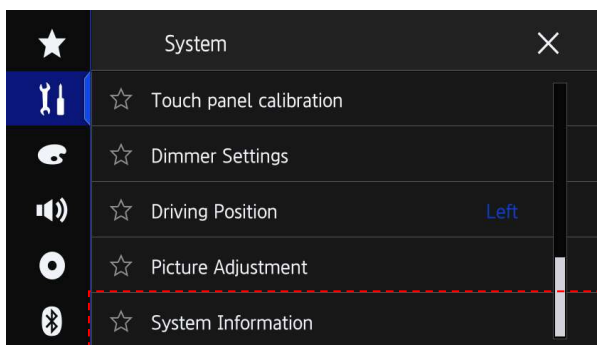 System
Touch panel calibration
Dimmer Settings
Driving Position Left
Picture Adjustment
System Information